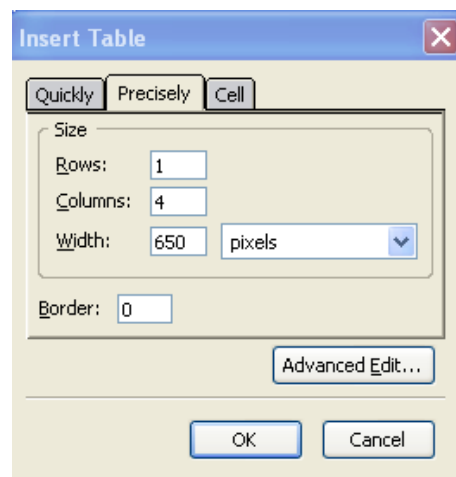 Insert Table
Quickly Precisely Cell
Size
Rows: 1
Columns: 4
Width: 650 pixels
Border: 0
Advanced Edit...
OK Cancel